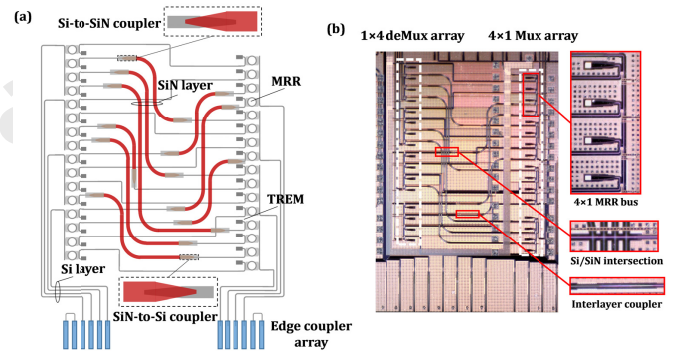 (a)
Si-to-SiN coupler
SiN layer
MRR
TREM
Si layer
SiN-to-Si coupler
Edge coupler
array
(b)
1×4 deMux array
4×1 Mux array
4×1 MRR bus
Si/SiN intersection
Interlayer coupler